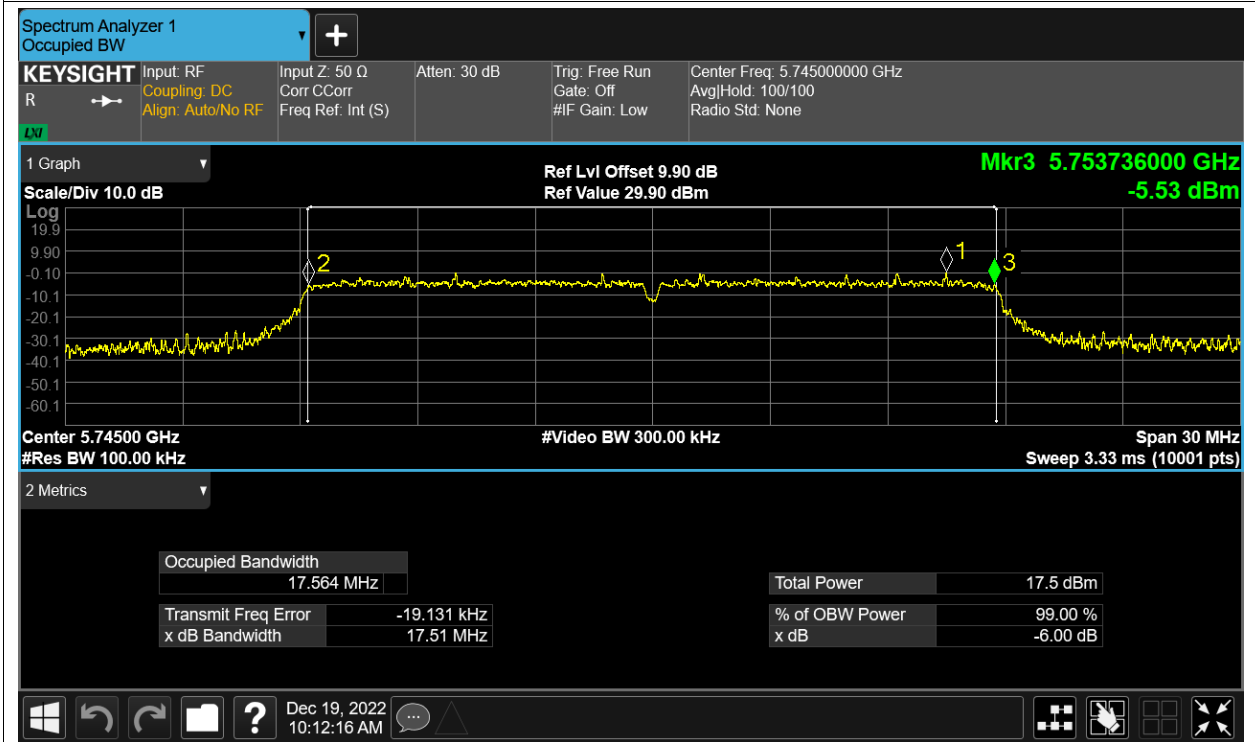 Spectrum Analyzer 1
Occupied BW
KEYSIGHT
R
LXI
Input: RF
Coupling: DC
Align: Auto/No RF
Input Z: 50 Ω
Corr CCorr
Freq Ref: Int (S)
Atten: 30 dB
Trig: Free Run
Gate: Off
#IF Gain: Low
Center Freq: 5.745000000 GHz
Avg|Hold: 100/100
Radio Std: None
1 Graph
Scale/Div 10.0 dB
Ref Lvl Offset 9.90 dB
Ref Value 29.90 dBm
Mkr3 5.753736000 GHz
-5.53 dBm
Log
19.9
9.90
-0.10
-10.1
-20.1
-30.1
-40.1
-50.1
-60.1
2
1
3
Center 5.74500 GHz
#Res BW 100.00 kHz
#Video BW 300.00 kHz
Span 30 MHz
Sweep 3.33 ms (10001 pts)
2 Metrics
Occupied Bandwidth
17.564 MHz
Transmit Freq Error -19.131 kHz
x dB Bandwidth 17.51 MHz
Total Power 17.5 dBm
% of OBW Power 99.00 %
x dB -6.00 dB
?
Dec 19, 2022
10:12:16 AM